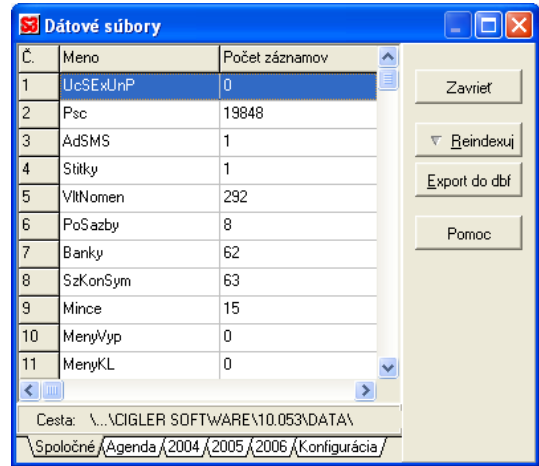 S3 Dátové súbory
Č. Meno Počet záznamov
1 UcSExUnP 0
2 Psc 19848
3 AdSMS 1
4 Stitky 1
5 VltNomen 292
6 PoSazby 8
7 Banky 62
8 SzKonSym 63
9 Mince 15
10 MenyVyp 0
11 MenyKL 0
Zavrieť
Reindexuj
Export do dbf
Pomoc
Cesta: \...\CIGLER SOFTWARE\10.053\DATA\
Spoločné Agenda 2004 2005 2006 Konfigurácia